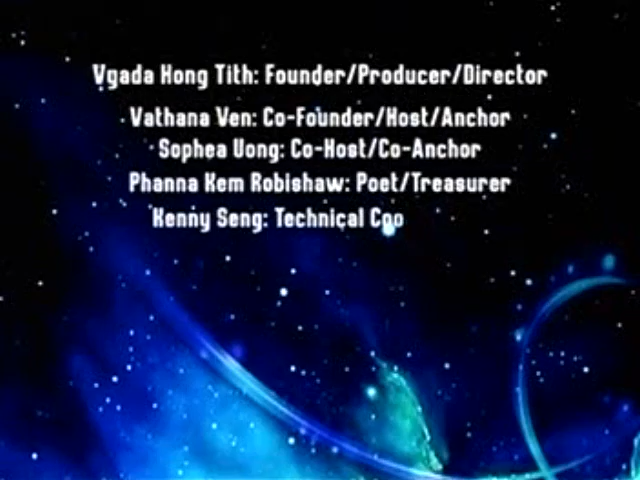 Vgada Hong Tith: Founder/Producer/Director
Vathana Ven: Co-Founder/Host/Anchor
Sophea Uong: Co-Host/Co-Anchor
Phanna Kem Robishaw: Poet/Treasurer
Kenny Seng: Technical Coo